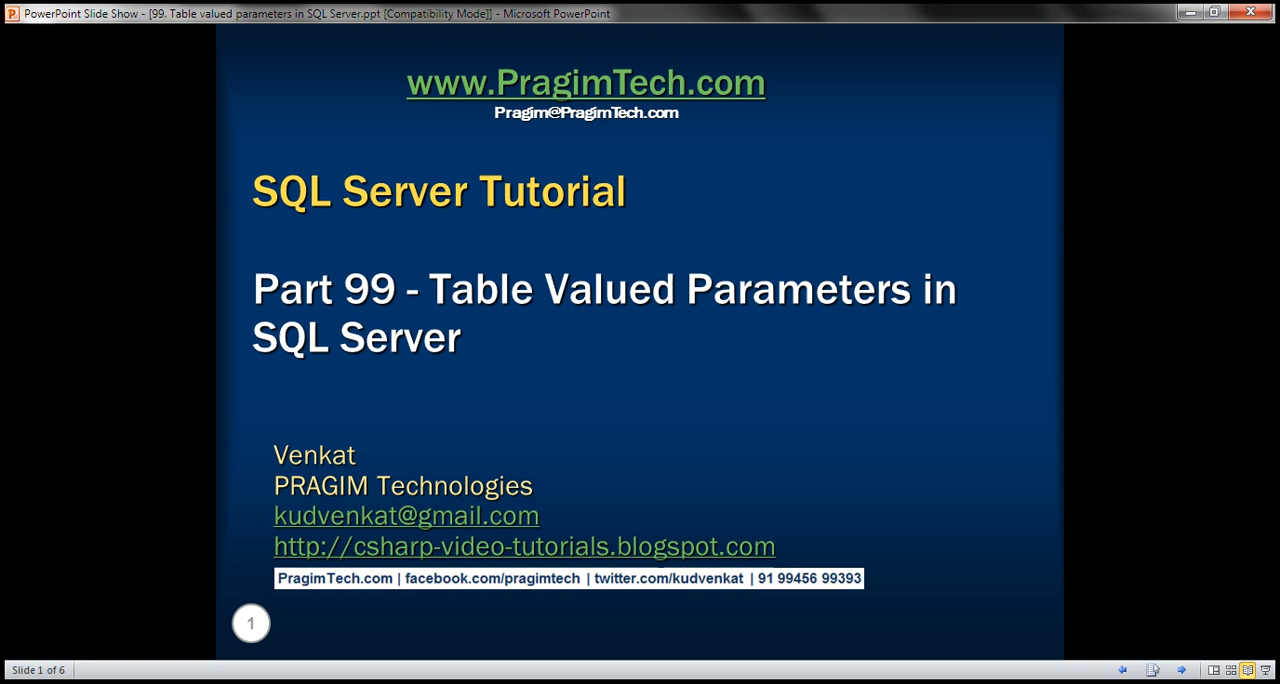 PowerPoint Slide Show - [99. Table valued parameters in SQL Server.ppt [Compatibility Mode]] - Microsoft PowerPoint
www.PragimTech.com
Pragim@PragimTech.com
SQL Server Tutorial
Part 99 - Table Valued Parameters in
SQL Server
Venkat
PRAGIM Technologies
kudvenkat@gmail.com
http://csharp-video-tutorials.blogspot.com
PragimTech.com | facebook.com/pragimtech | twitter.com/kudvenkat | 91 99456 99393
1
Slide 1 of 6